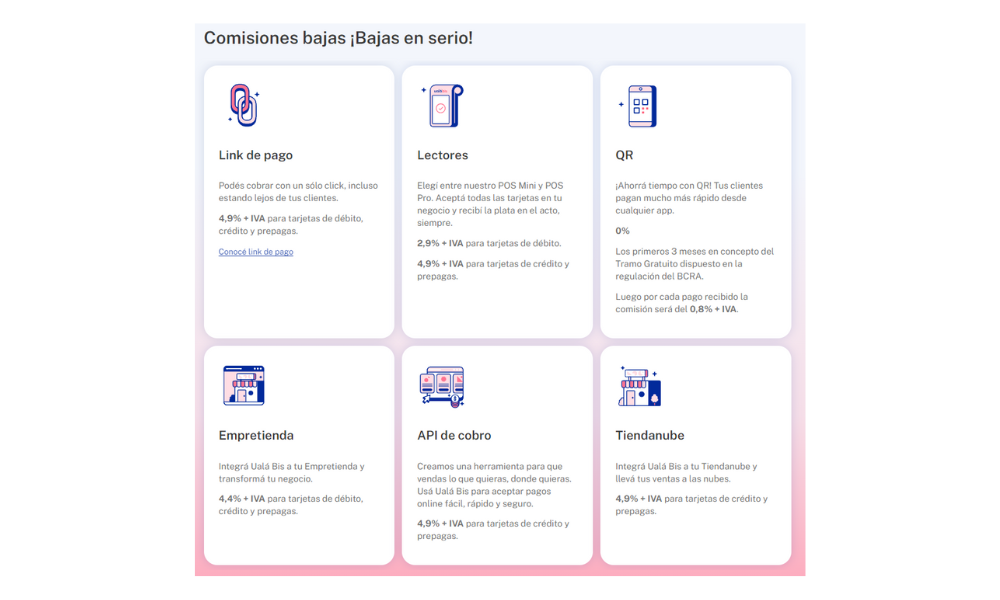 Comisiones bajas ¡Bajas en serio!
Link de pago
Podés cobrar con un sólo click, incluso
estando lejos de tus clientes.
4,9% + IVA para tarjetas de débito,
crédito y prepagas.
Conocé link de pago
Lectores
Elegí entre nuestro POS Mini y POS
Pro. Aceptá todas las tarjetas en tu
negocio y recibí la plata en el acto,
siempre.
2,9% + IVA para tarjetas de débito.
4,9% + IVA para tarjetas de crédito y
prepagas.
QR
¡Ahorrá tiempo con QR! Tus clientes
pagan mucho más rápido desde
cualquier app.
0%
Los primeros 3 meses en concepto del
Tramo Gratuito dispuesto en la
regulación del BCRA.
Luego por cada pago recibido la
comisión será del 0,8% + IVA.
Empretienda
Integrá Ualá Bis a tu Empretienda y
transformá tu negocio.
4,4% + IVA para tarjetas de débito,
crédito y prepagas.
API de cobro
Creamos una herramienta para que
vendas lo que quieras, donde quieras.
Usá Ualá Bis para aceptar pagos
online fácil, rápido y seguro.
4,9% + IVA para tarjetas de crédito y
prepagas.
Tiendanube
Integrá Ualá Bis a tu Tiendanube y
llevá tus ventas a las nubes.
4,9% + IVA para tarjetas de crédito y
prepagas.